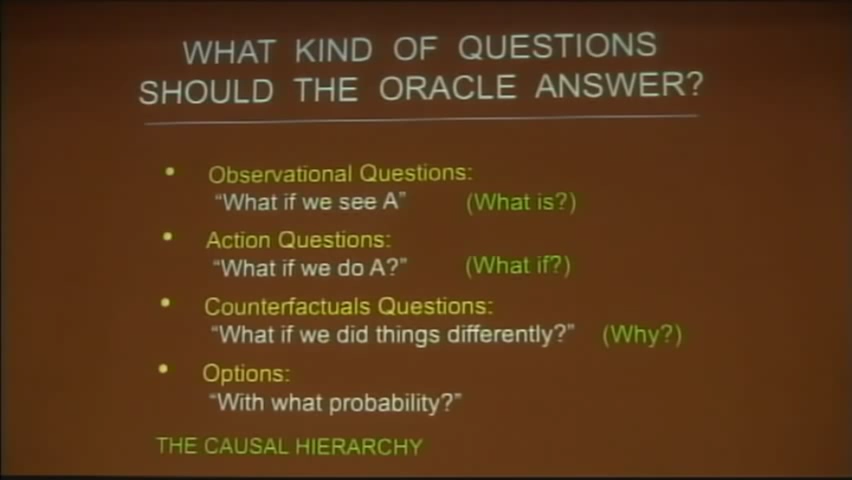 WHAT KIND OF QUESTIONS
SHOULD THE ORACLE ANSWER?
• Observational Questions:
“What if we see A” (What is?)
• Action Questions:
“What if we do A?” (What if?)
• Counterfactuals Questions:
“What if we did things differently?” (Why?)
• Options:
“With what probability?”
THE CAUSAL HIERARCHY